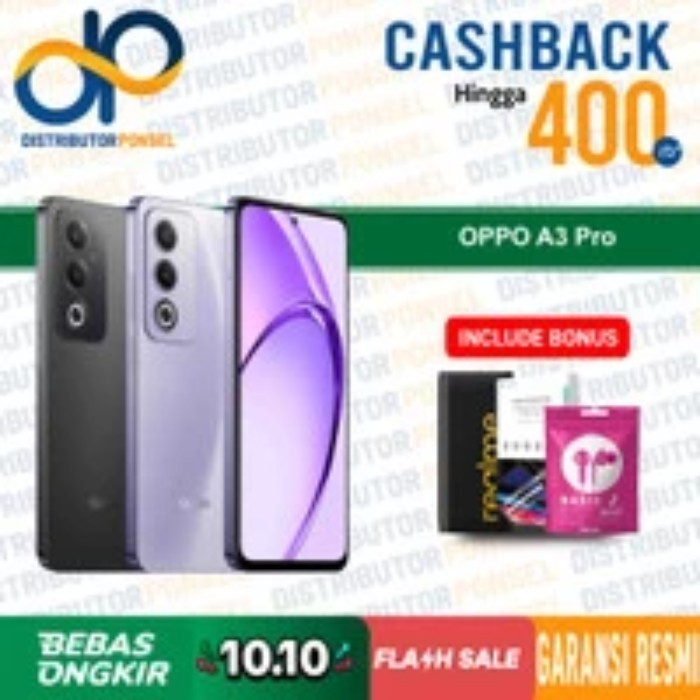 DISTRIBUTORPONSEL
CASHBACK
Hingga
400
OPPO A3 Pro
INCLUDE BONUS
realme
BEBAS
ONGKIR
10.10
FLASH SALE
GARANSI RESMI